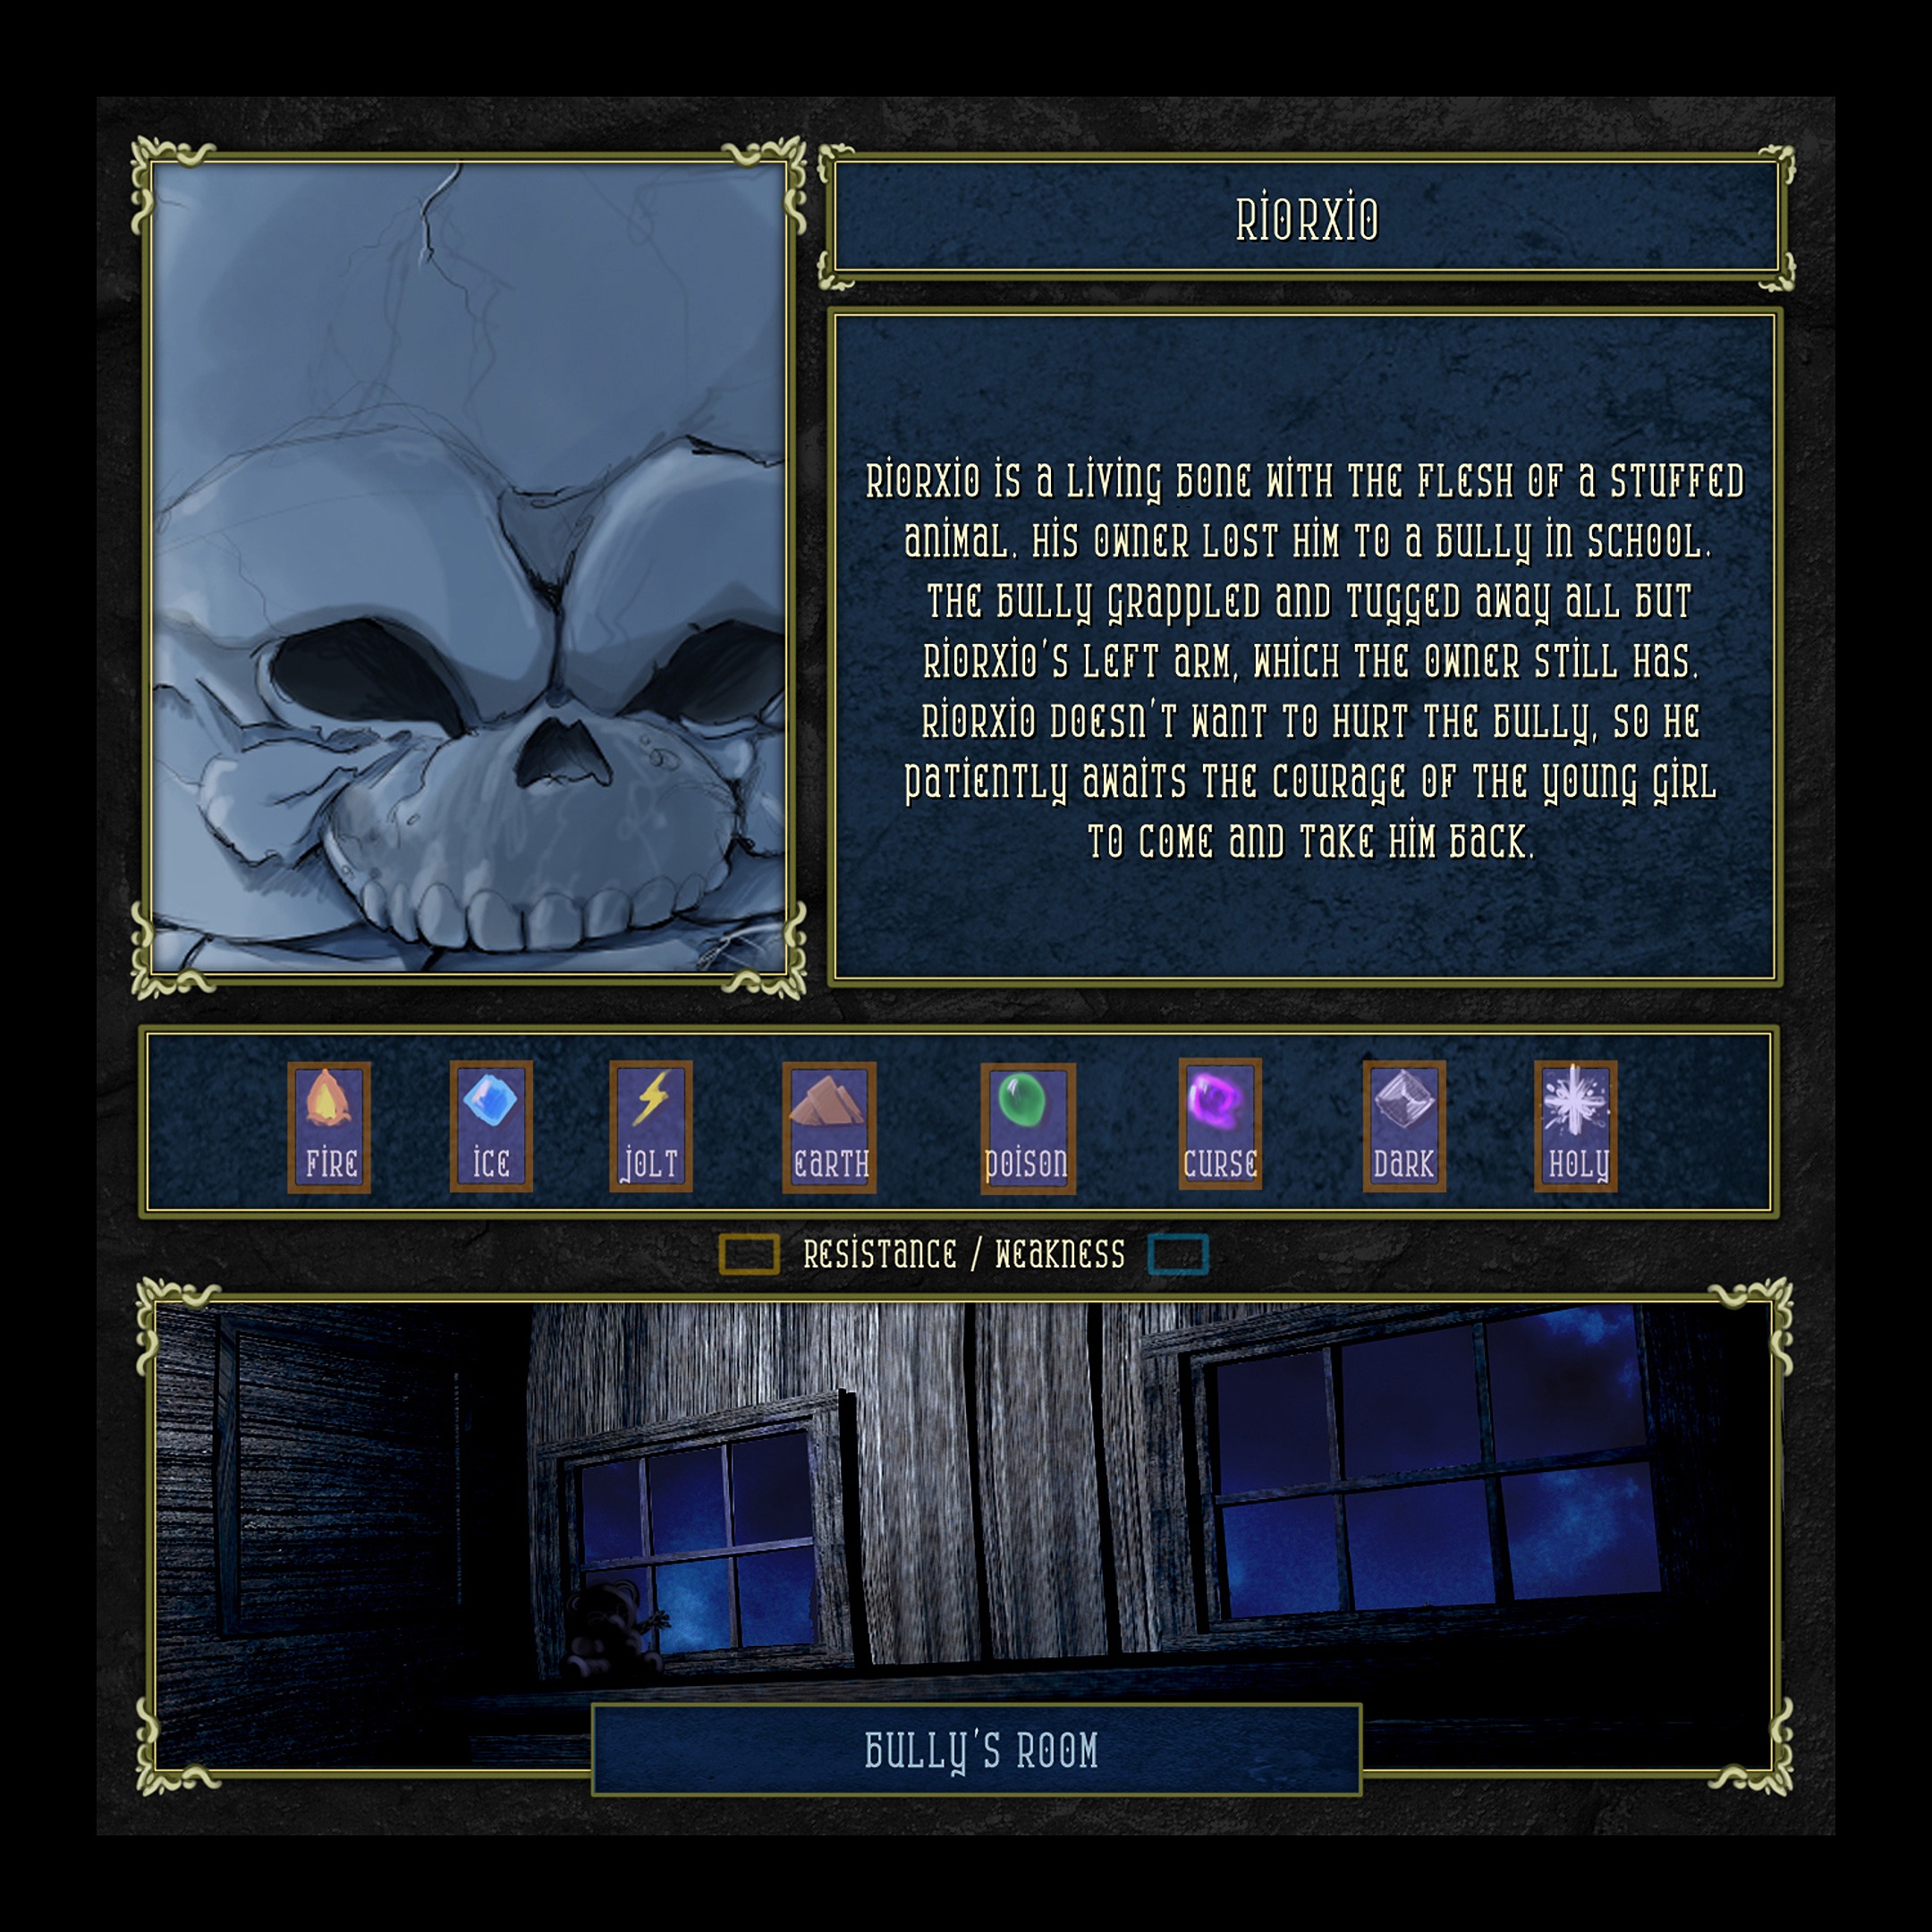 RIORXIO
RIORXIO IS A LIVING BONE WITH THE FLESH OF A STUFFED
ANIMAL. HIS OWNER LOST HIM TO A BULLY IN SCHOOL.
THE BULLY GRAPPLED AND TUGGED AWAY ALL BUT
RIORXIO'S LEFT ARM, WHICH THE OWNER STILL HAS.
RIORXIO DOESN'T WANT TO HURT THE BULLY, SO HE
PATIENTLY AWAITS THE COURAGE OF THE YOUNG GIRL
TO COME AND TAKE HIM BACK.
FIRE ICE JOLT EARTH POISON CURSE DARK HOLY
RESISTANCE / WEAKNESS
BULLY'S ROOM